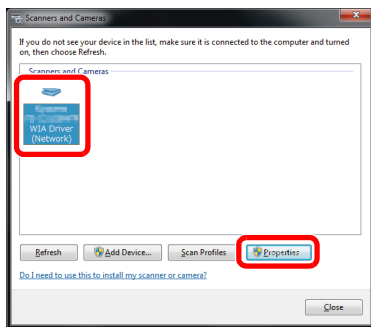 Scanners and Cameras
If you do not see your device in the list, make sure it is connected to the computer and turned
on, then choose Refresh.
Scanners and Cameras
WIA Driver
(Network)
Refresh
Add Device...
Scan Profiles
Properties
Do I need to use this to install my scanner or camera?
Close